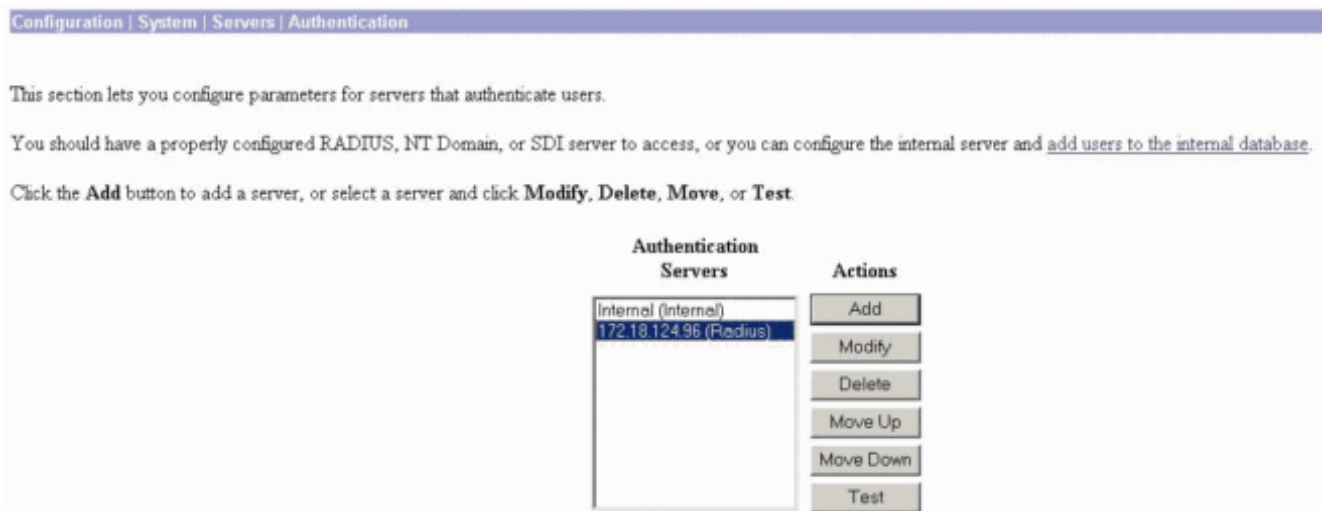 Configuration | System | Servers | Authentication
This section lets you configure parameters for servers that authenticate users.
You should have a properly configured RADIUS, NT Domain, or SDI server to access, or you can configure the internal server and add users to the internal database.
Click the Add button to add a server, or select a server and click Modify, Delete, Move, or Test.
Authentication
Servers
Actions
Internal (Internal)
172.18.124.96 (Radius)
Add
Modify
Delete
Move Up
Move Down
Test